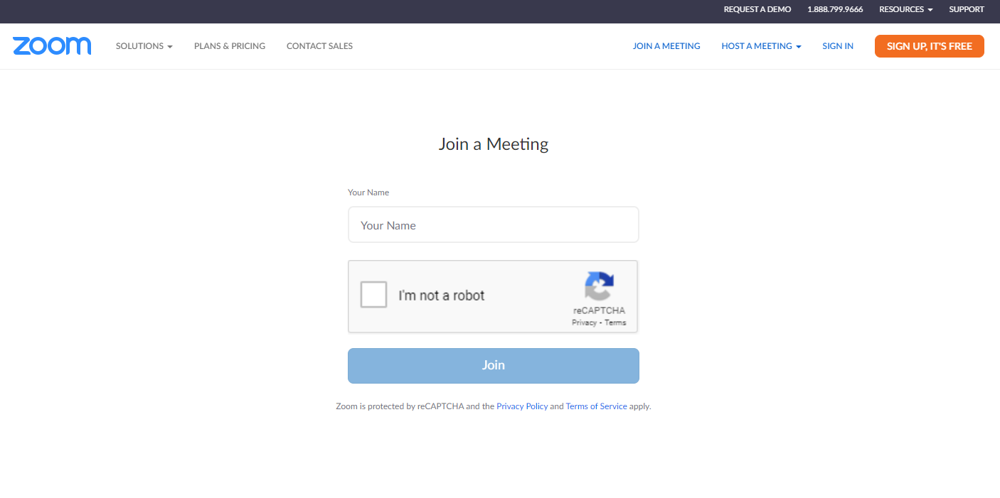 REQUEST A DEMO 1.888.799.9666 RESOURCES SUPPORT
zoom SOLUTIONS PLANS & PRICING CONTACT SALES JOIN A MEETING HOST A MEETING SIGN IN SIGN UP, IT'S FREE
Join a Meeting
Your Name
Your Name
I'm not a robot
reCAPTCHA
Privacy - Terms
Join
Zoom is protected by reCAPTCHA and the Privacy Policy and Terms of Service apply.